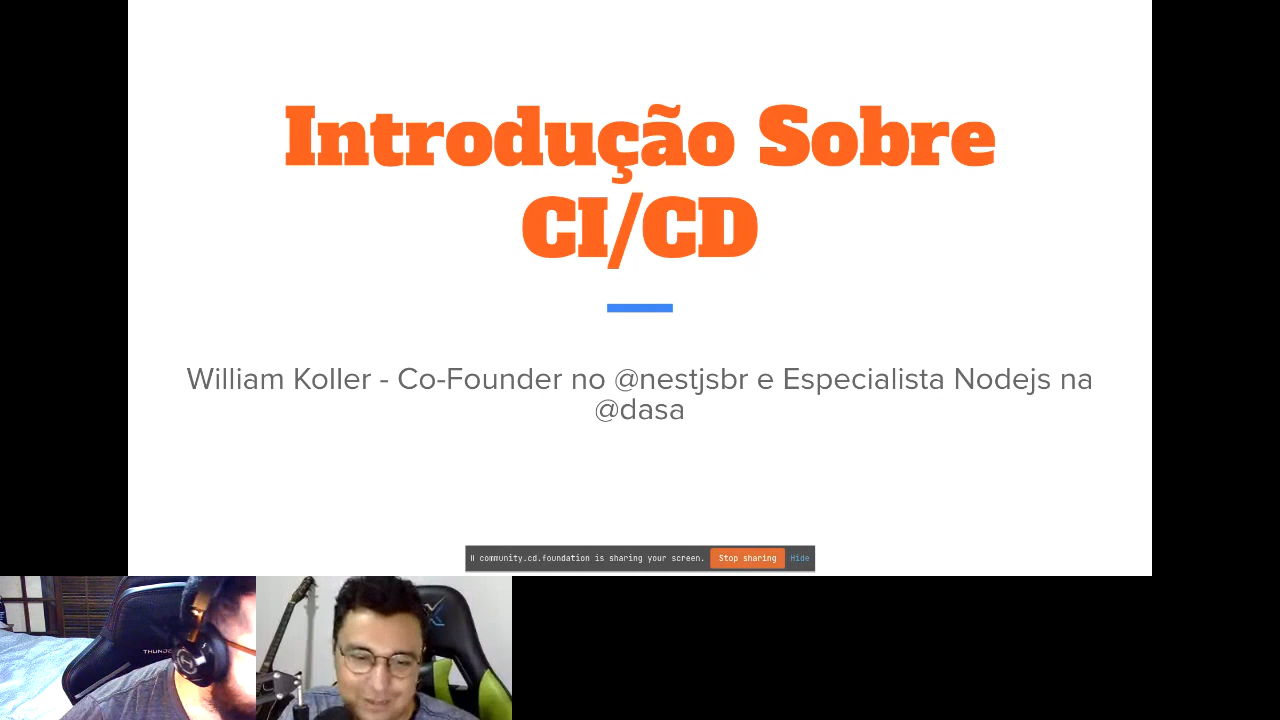 Introdução Sobre
CI/CD
William Koller - Co-Founder no @nestjsbr e Especialista Nodejs na
@dasa
community.cd.foundation is sharing your screen. Stop sharing Hide